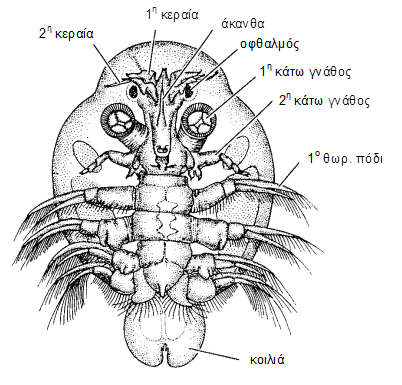 1η κεραία
2η κεραία
άκανθα
οφθαλμός
1η κάτω γνάθος
2η κάτω γνάθος
1ο θωρ. πόδι
κοιλιά